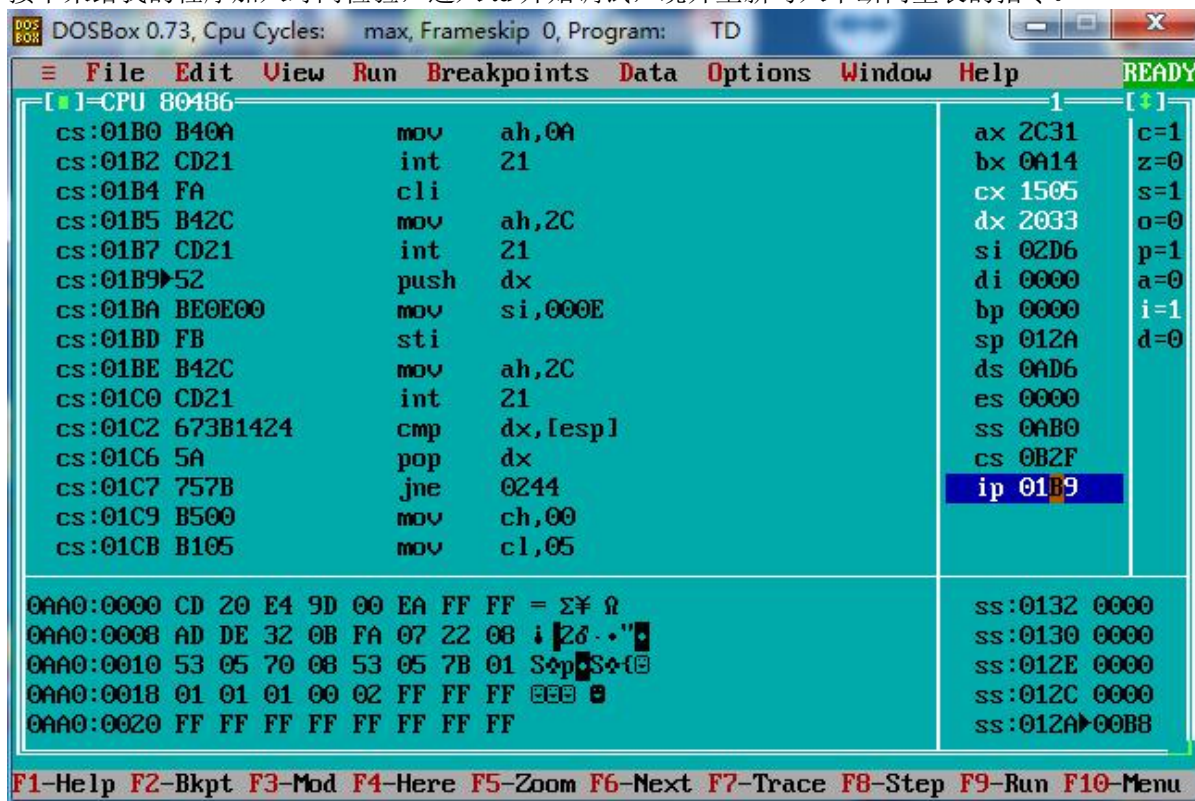 DOSBox 0.73, Cpu Cycles: max, Frameskip 0, Program: TD
≡ File Edit View Run Breakpoints Data Options Window Help READY
[■]=CPU 80486 1 [↕]
cs:01B0 B40A mov ah,0A ax 2C31 c=1
cs:01B2 CD21 int 21 bx 0A14 z=0
cs:01B4 FA cli cx 1505 s=1
cs:01B5 B42C mov ah,2C dx 2033 o=0
cs:01B7 CD21 int 21 si 02D6 p=1
cs:01B9▶52 push dx di 0000 a=0
cs:01BA BE0E00 mov si,000E bp 0000 i=1
cs:01BD FB sti sp 012A d=0
cs:01BE B42C mov ah,2C ds 0AD6
cs:01C0 CD21 int 21 es 0000
cs:01C2 673B1424 cmp dx,[esp] ss 0AB0
cs:01C6 5A pop dx cs 0B2F
cs:01C7 757B jne 0244 ip 01B9
cs:01C9 B500 mov ch,00
cs:01CB B105 mov cl,05
0AA0:0000 CD 20 E4 9D 00 EA FF FF = Σ¥ Ω ss:0132 0000
0AA0:0008 AD DE 32 0B FA 07 22 08 ss:0130 0000
0AA0:0010 53 05 70 08 53 05 7B 01 S♣p◘S♣{☺ ss:012E 0000
0AA0:0018 01 01 01 00 02 FF FF FF ☺☺☺ ☻ ss:012C 0000
0AA0:0020 FF FF FF FF FF FF FF FF ss:012A▶00B8
F1-Help F2-Bkpt F3-Mod F4-Here F5-Zoom F6-Next F7-Trace F8-Step F9-Run F10-Menu